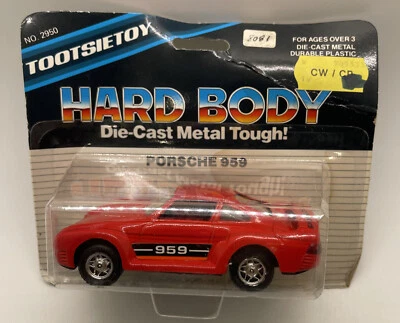 NO. 2950
TOOTSIETOY
8081
FOR AGES OVER 3
DIE-CAST METAL
DURABLE PLASTIC
CW / CP
HARD BODY
Die-Cast Metal Tough!
PORSCHE 959
959